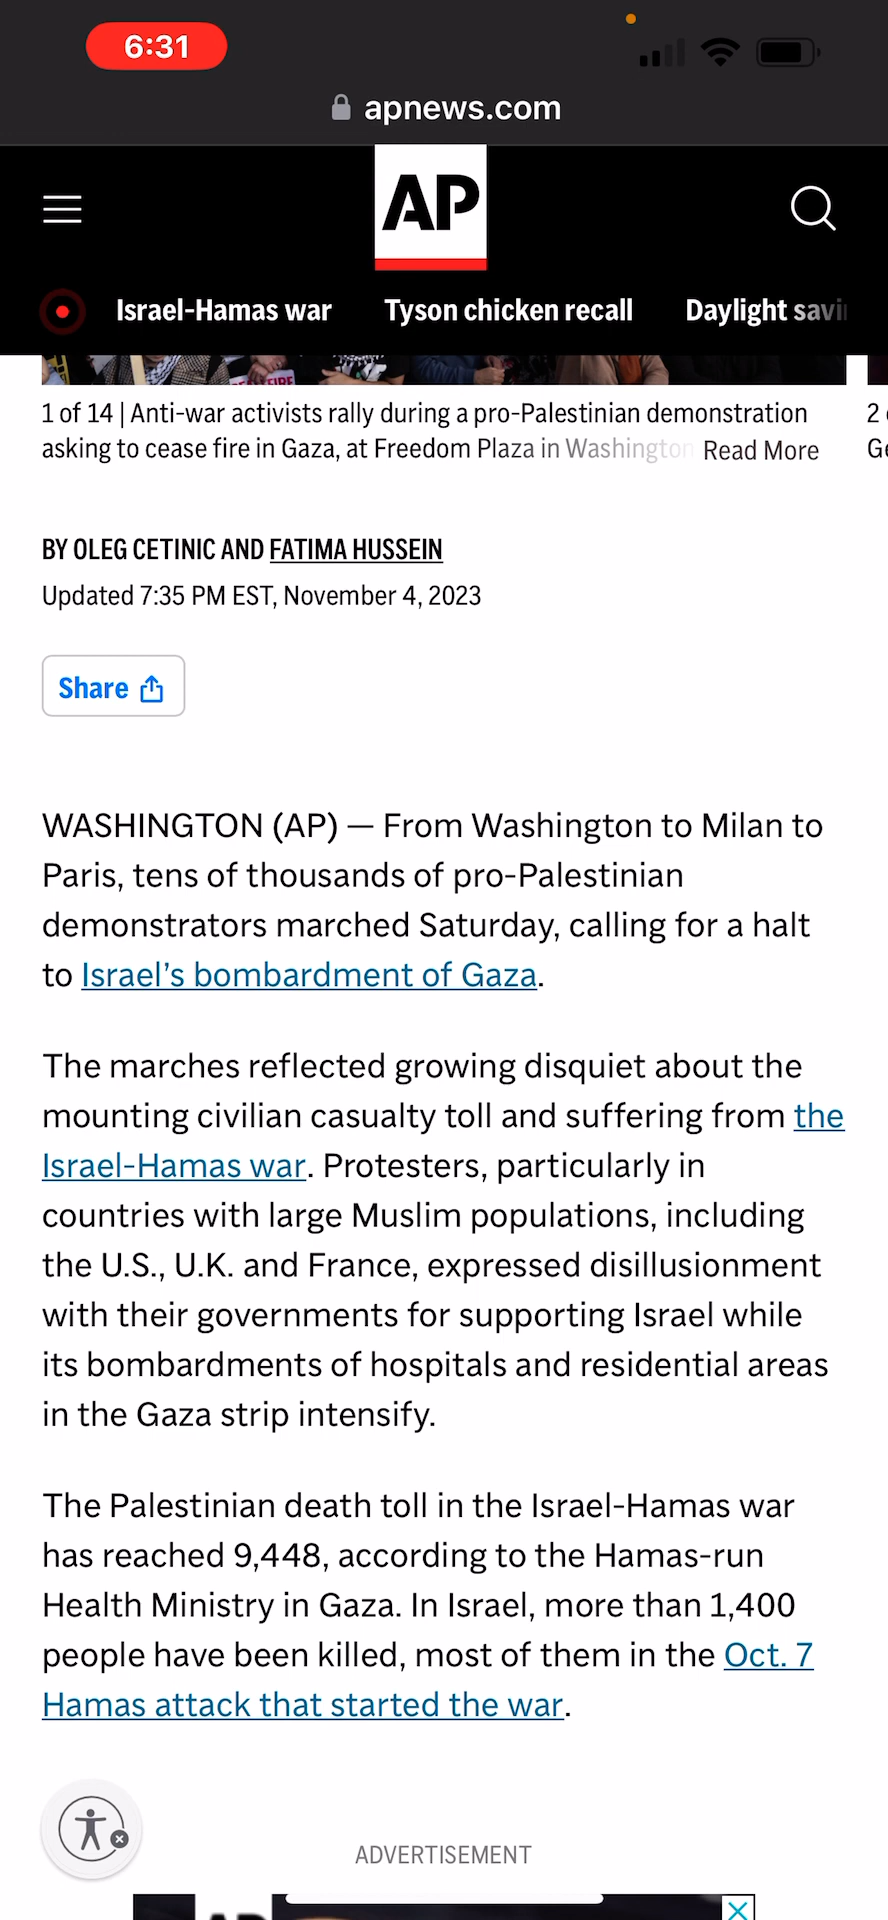 6:31
apnews.com
AP
Israel-Hamas war Tyson chicken recall Daylight savi
1 of 14 | Anti-war activists rally during a pro-Palestinian demonstration
asking to cease fire in Gaza, at Freedom Plaza in Washington Read More
BY OLEG CETINIC AND FATIMA HUSSEIN
Updated 7:35 PM EST, November 4, 2023
Share
WASHINGTON (AP) — From Washington to Milan to
Paris, tens of thousands of pro-Palestinian
demonstrators marched Saturday, calling for a halt
to Israel’s bombardment of Gaza.
The marches reflected growing disquiet about the
mounting civilian casualty toll and suffering from the
Israel-Hamas war. Protesters, particularly in
countries with large Muslim populations, including
the U.S., U.K. and France, expressed disillusionment
with their governments for supporting Israel while
its bombardments of hospitals and residential areas
in the Gaza strip intensify.
The Palestinian death toll in the Israel-Hamas war
has reached 9,448, according to the Hamas-run
Health Ministry in Gaza. In Israel, more than 1,400
people have been killed, most of them in the Oct. 7
Hamas attack that started the war.
ADVERTISEMENT